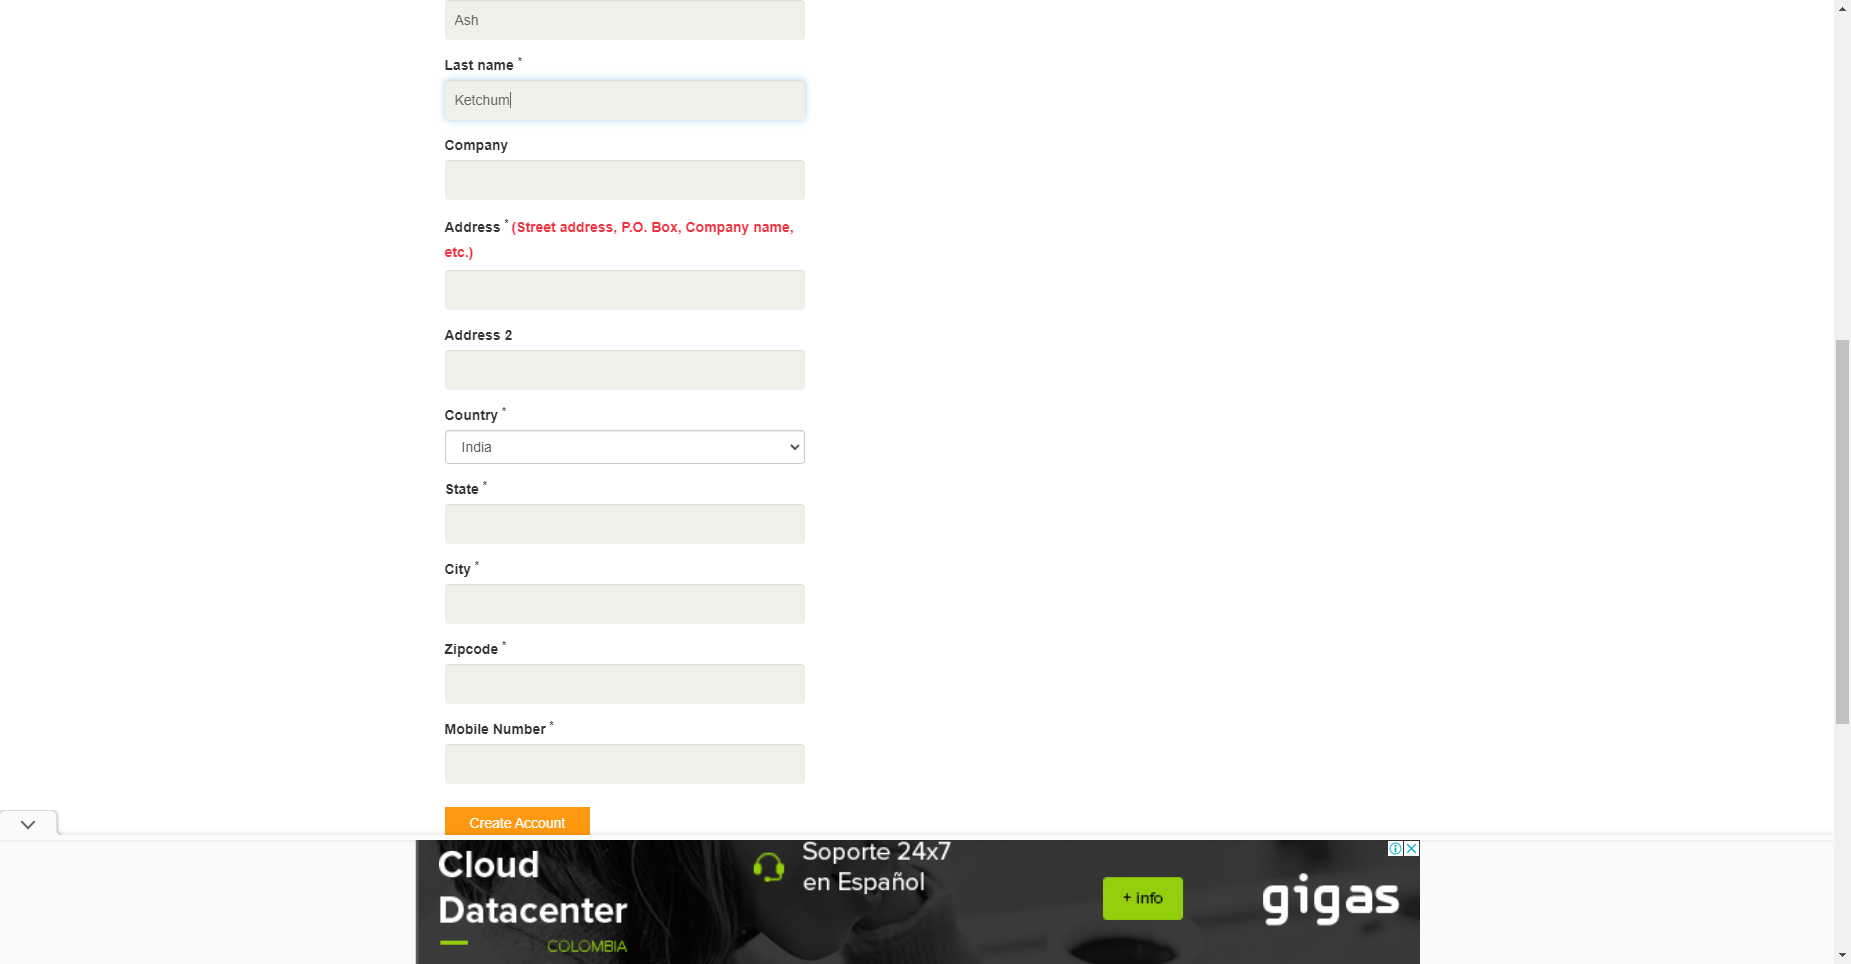 Ash
Last name *
Ketchum
Company
Address * (Street address, P.O. Box, Company name,
etc.)
Address 2
Country *
India
State *
City *
Zipcode *
Mobile Number *
Create Account
Cloud
Datacenter
COLOMBIA
Soporte 24x7
en Español
+ info
gigas